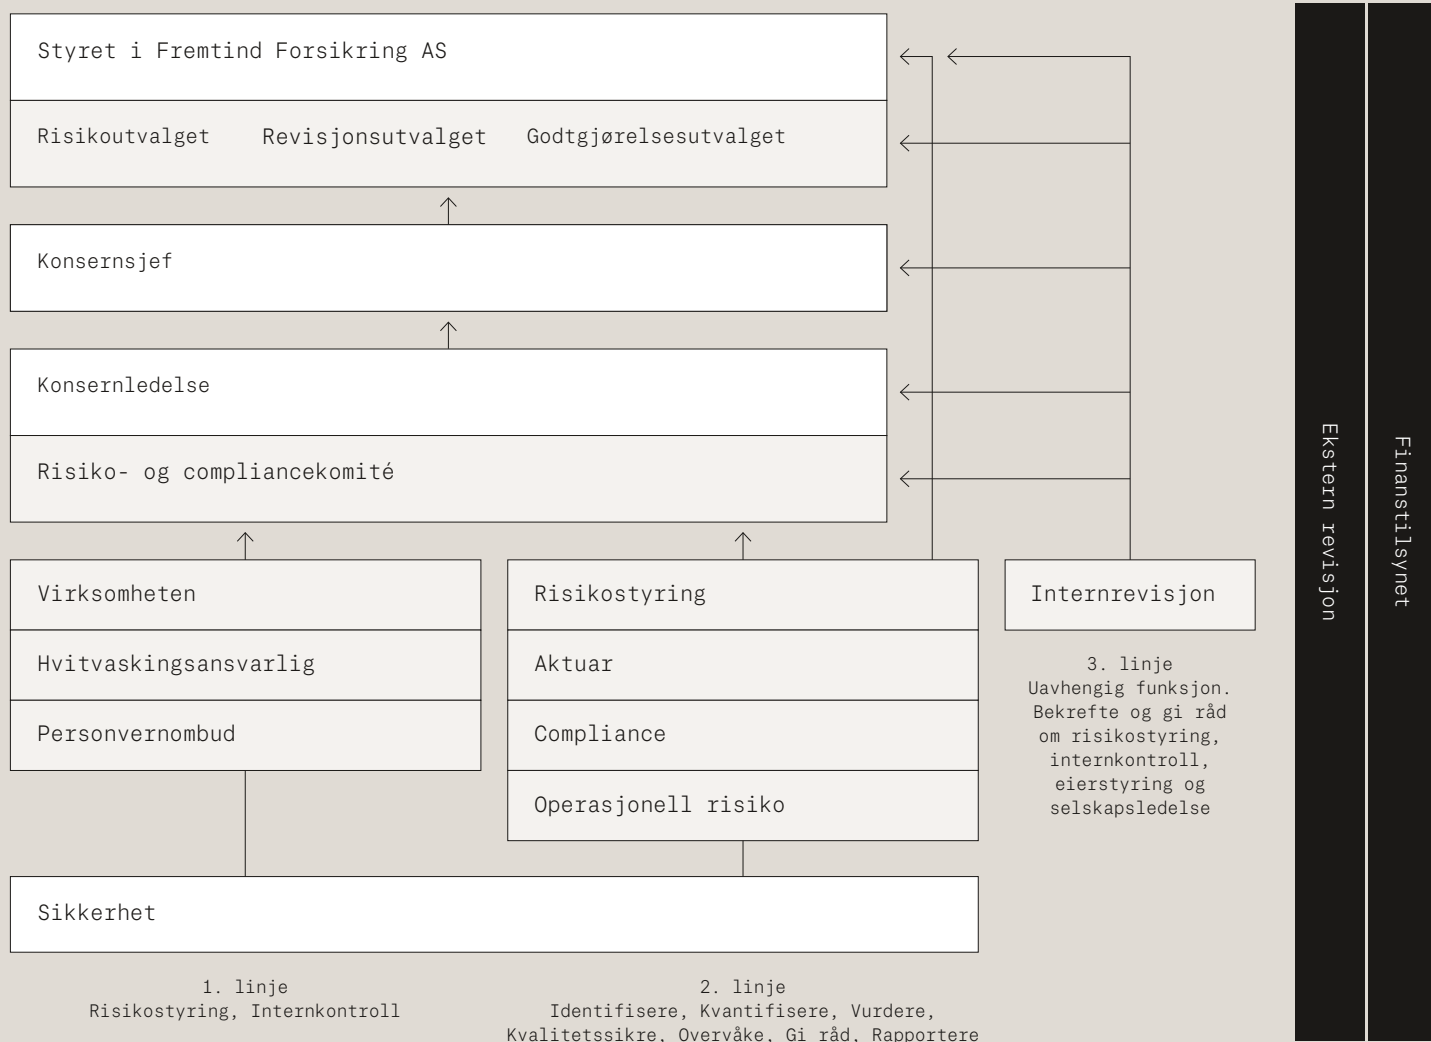 Styret i Fremtind Forsikring AS
Risikoutvalget
Revisjonsutvalget
Godtgjørelsesutvalget
Konsernsjef
Konsernledelse
Risiko- og compliancekomité
Virksomheten
Hvitvaskingsansvarlig
Personvernombud
Risikostyring
Aktuar
Compliance
Operasjonell risiko
Internrevisjon
3. linje
Uavhengig funksjon.
Bekrefte og gi råd
om risikostyring,
internkontroll,
eierstyring og
selskapsledelse
Sikkerhet
1. linje
Risikostyring, Internkontroll
2. linje
Identifisere, Kvantifisere, Vurdere,
Kvalitetssikre, Overvåke, Gi råd, Rapportere
Ekstern revisjon
Finanstilsynet